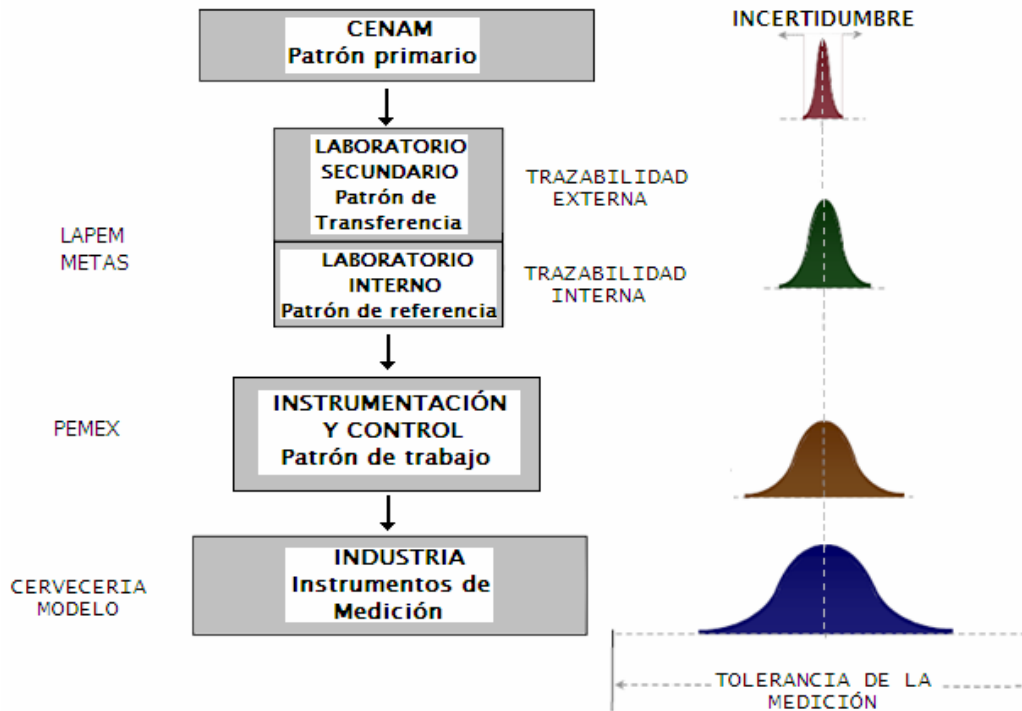 CENAM
Patrón primario
INCERTIDUMBRE
LABORATORIO
SECUNDARIO
Patrón de
Transferencia
TRAZABILIDAD
EXTERNA
LAPEM
METAS
LABORATORIO
INTERNO
Patrón de referencia
TRAZABILIDAD
INTERNA
PEMEX
INSTRUMENTACIÓN
Y CONTROL
Patrón de trabajo
CERVECERIA
MODELO
INDUSTRIA
Instrumentos de
Medición
TOLERANCIA DE LA
MEDICIÓN